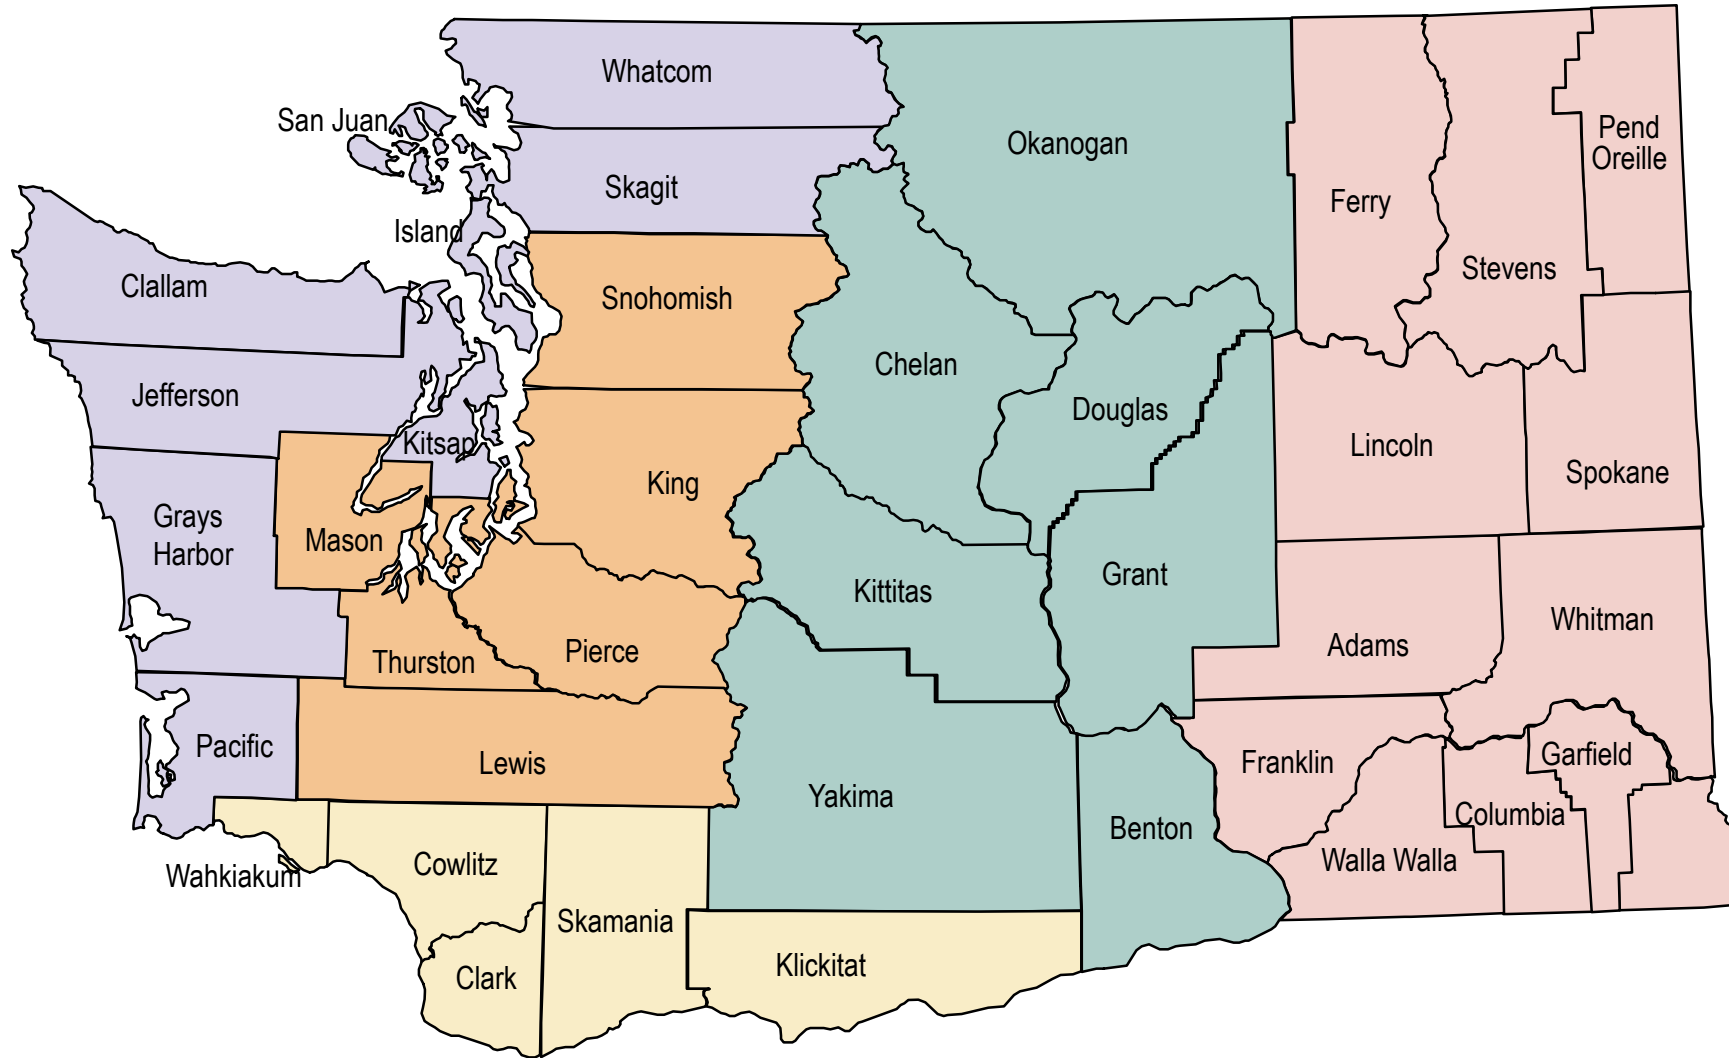 Whatcom
San Juan
Okanogan
Pend
Oreille
Skagit
Ferry
Island
Stevens
Clallam
Snohomish
Chelan
Jefferson
Douglas
Kitsap
Lincoln
Spokane
King
Grays
Harbor
Mason
Grant
Kittitas
Whitman
Adams
Pierce
Thurston
Pacific
Lewis
Franklin
Garfield
Yakima
Columbia
Benton
Walla Walla
Cowlitz
Wahkiakum
Skamania
Klickitat
Clark